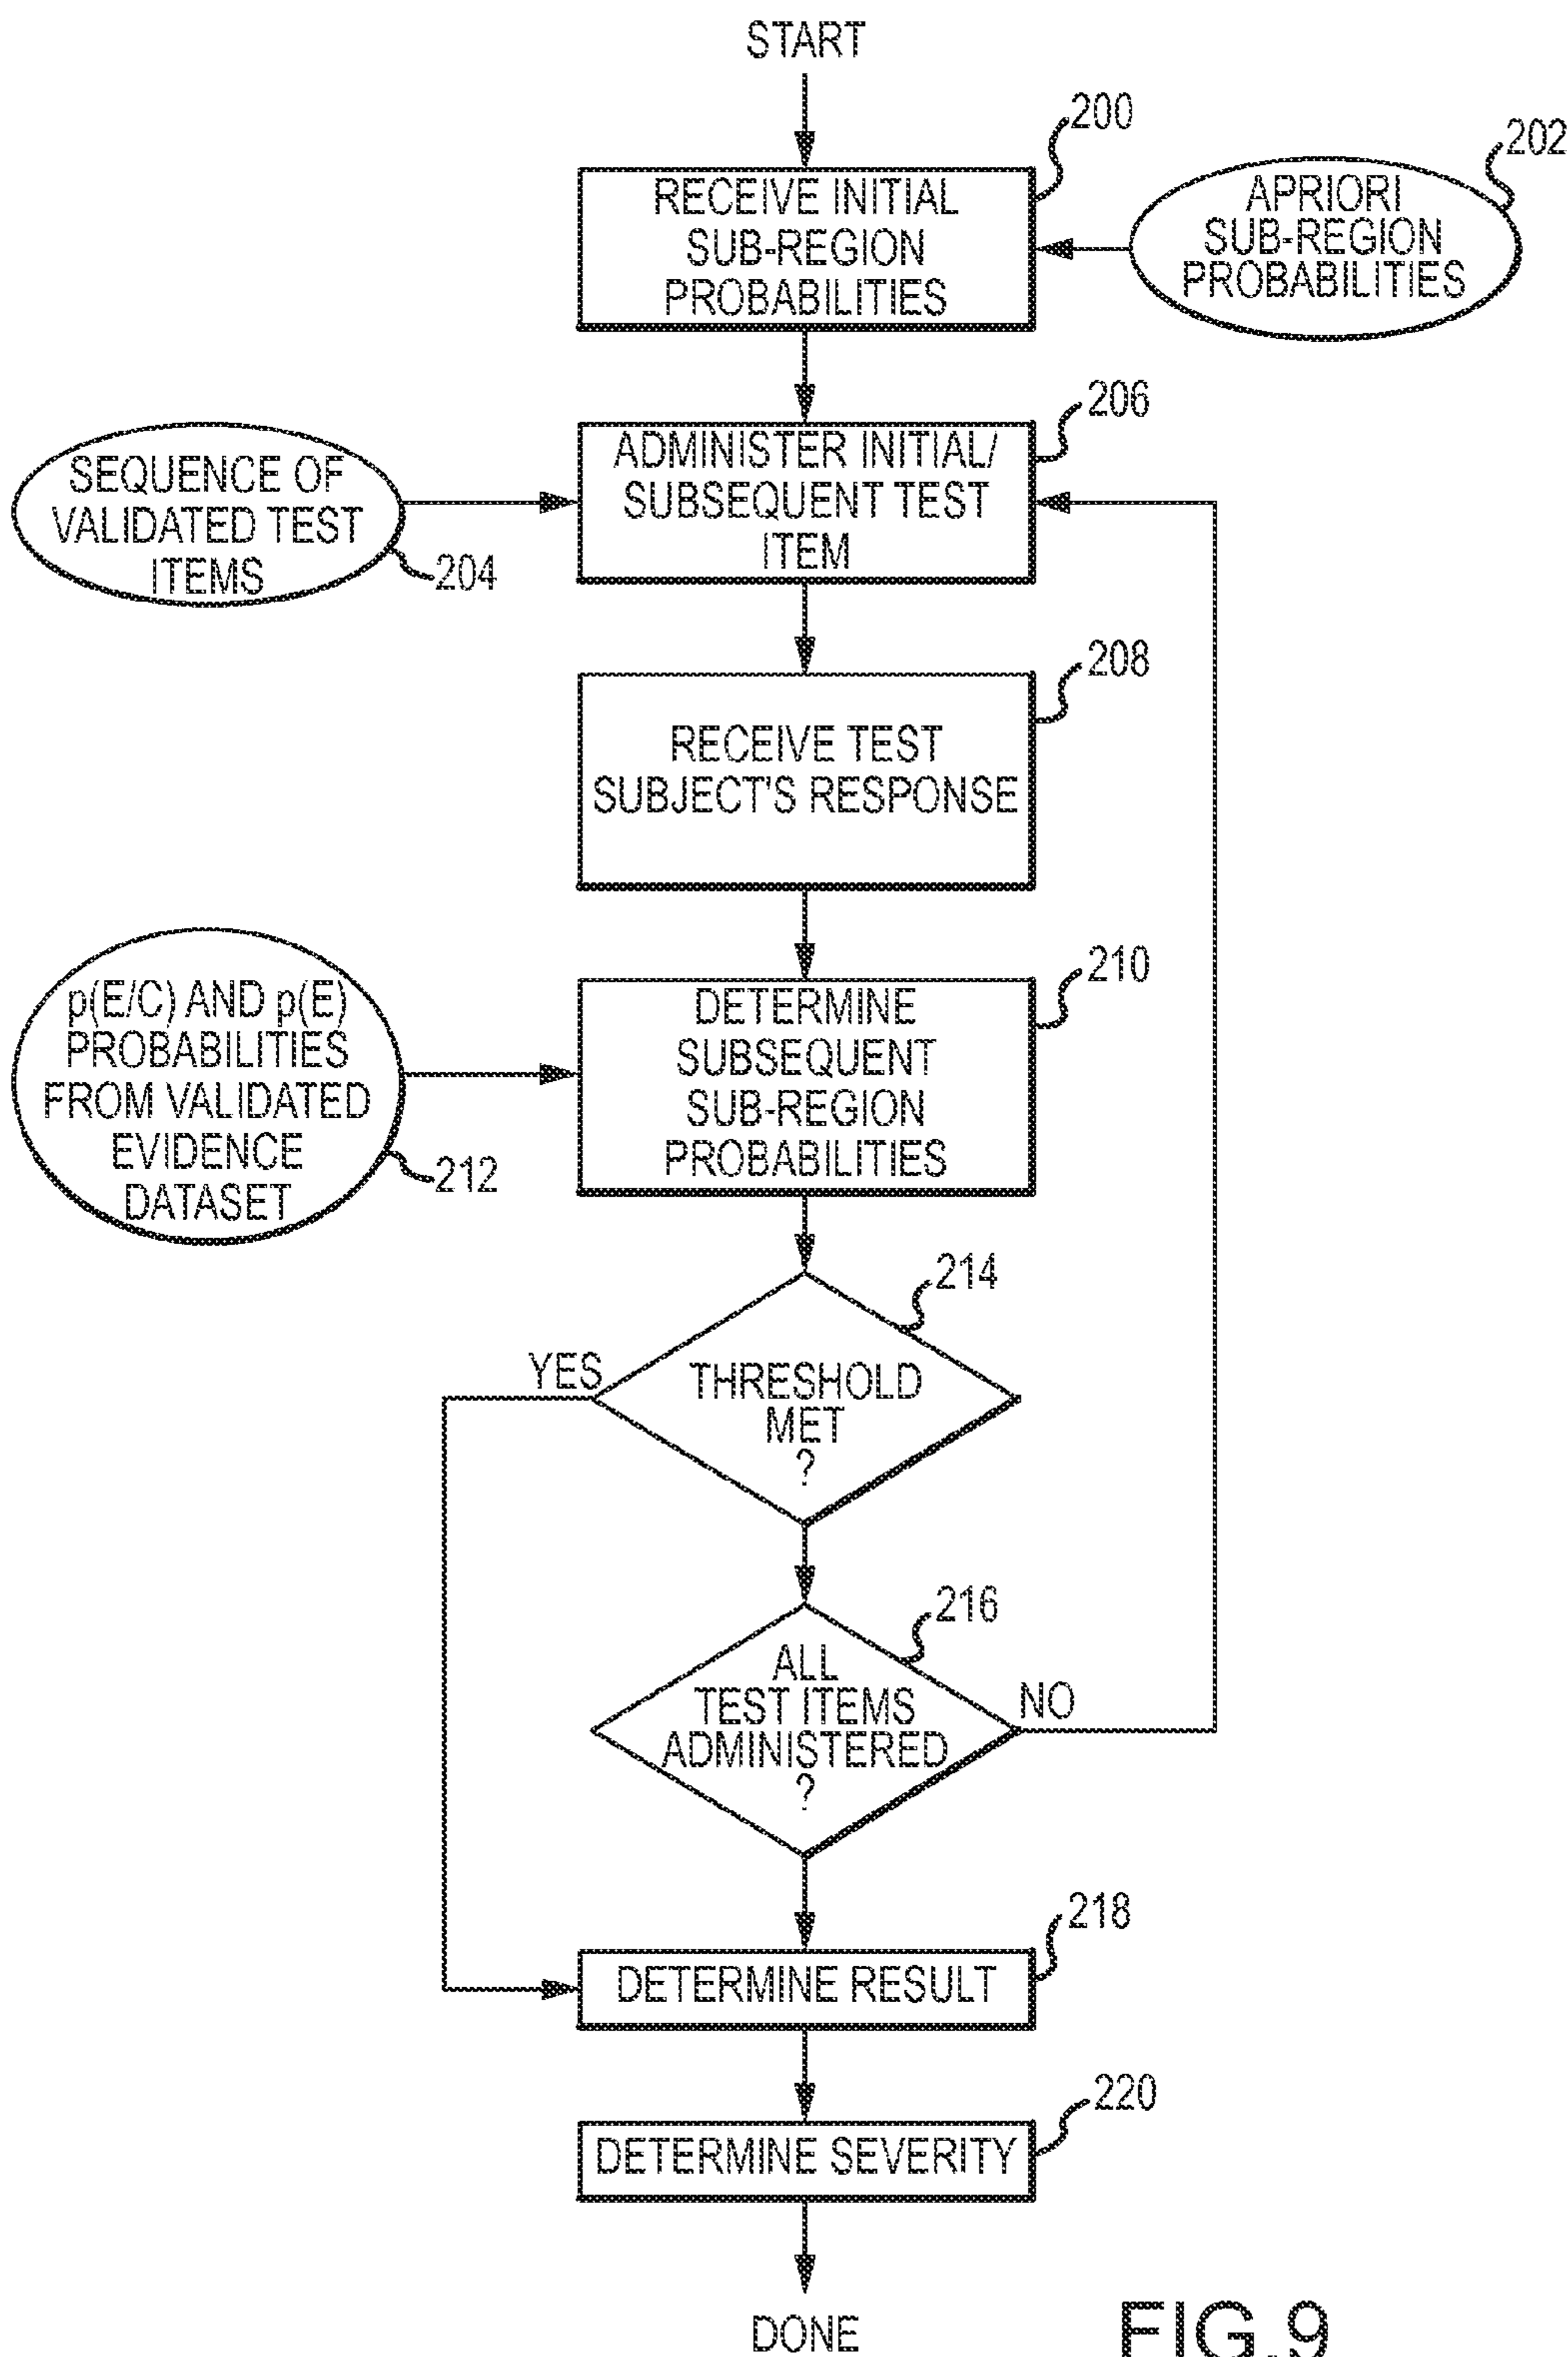 START
200
RECEIVE INITIAL
SUB-REGION
PROBABILITIES
202
APRIORI
SUB-REGION
PROBABILITIES
206
ADMINISTER INITIAL/
SUBSEQUENT TEST
ITEM
SEQUENCE OF
VALIDATED TEST
ITEMS
204
208
RECEIVE TEST
SUBJECT'S RESPONSE
210
DETERMINE
SUBSEQUENT
SUB-REGION
PROBABILITIES
p(E/C) AND p(E)
PROBABILITIES
FROM VALIDATED
EVIDENCE
DATASET
212
214
YES
THRESHOLD
MET
?
216
ALL
TEST ITEMS
ADMINISTERED
?
NO
218
DETERMINE RESULT
220
DETERMINE SEVERITY
DONE
FIG.9